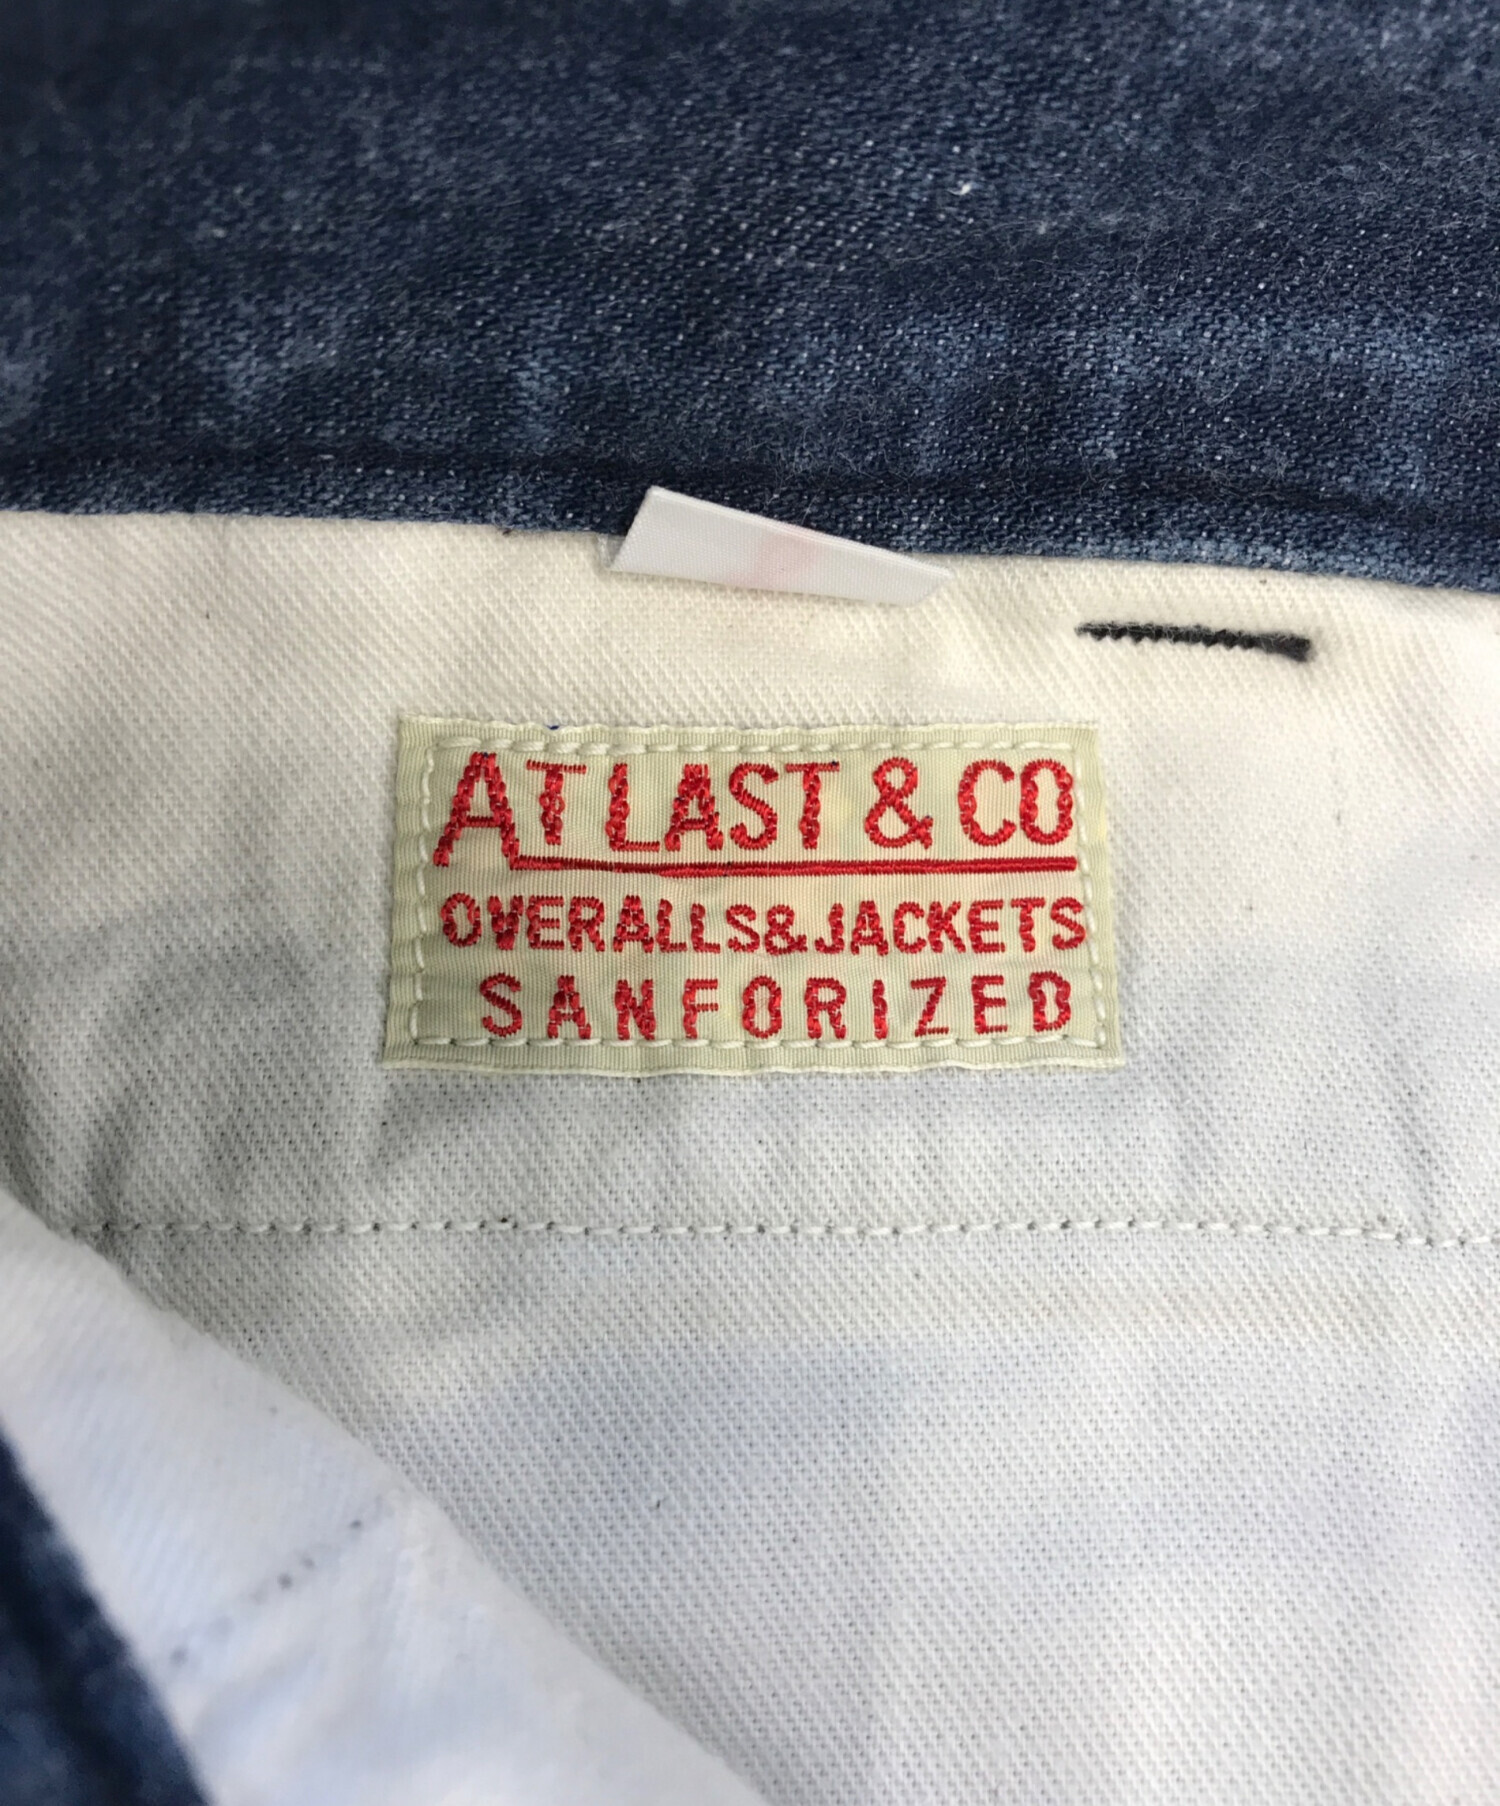 AT LAST & CO
OVERALLS & JACKETS
SANFORIZED